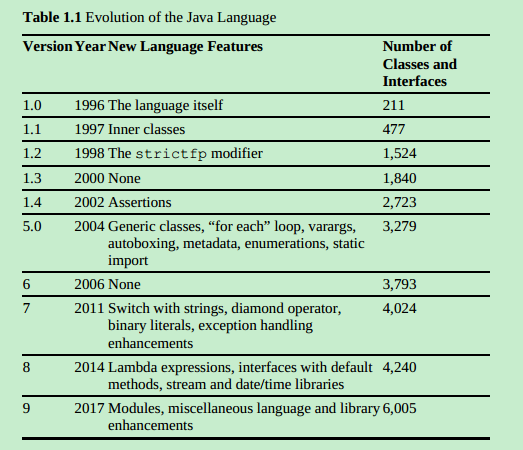 Table 1.1 Evolution of the Java Language
Version Year New Language Features Number of
Classes and
Interfaces
1.0 1996 The language itself 211
1.1 1997 Inner classes 477
1.2 1998 The strictfp modifier 1,524
1.3 2000 None 1,840
1.4 2002 Assertions 2,723
5.0 2004 Generic classes, “for each” loop, varargs, 3,279
autoboxing, metadata, enumerations, static
import
6 2006 None 3,793
7 2011 Switch with strings, diamond operator, 4,024
binary literals, exception handling
enhancements
8 2014 Lambda expressions, interfaces with default 4,240
methods, stream and date/time libraries
9 2017 Modules, miscellaneous language and library 6,005
enhancements